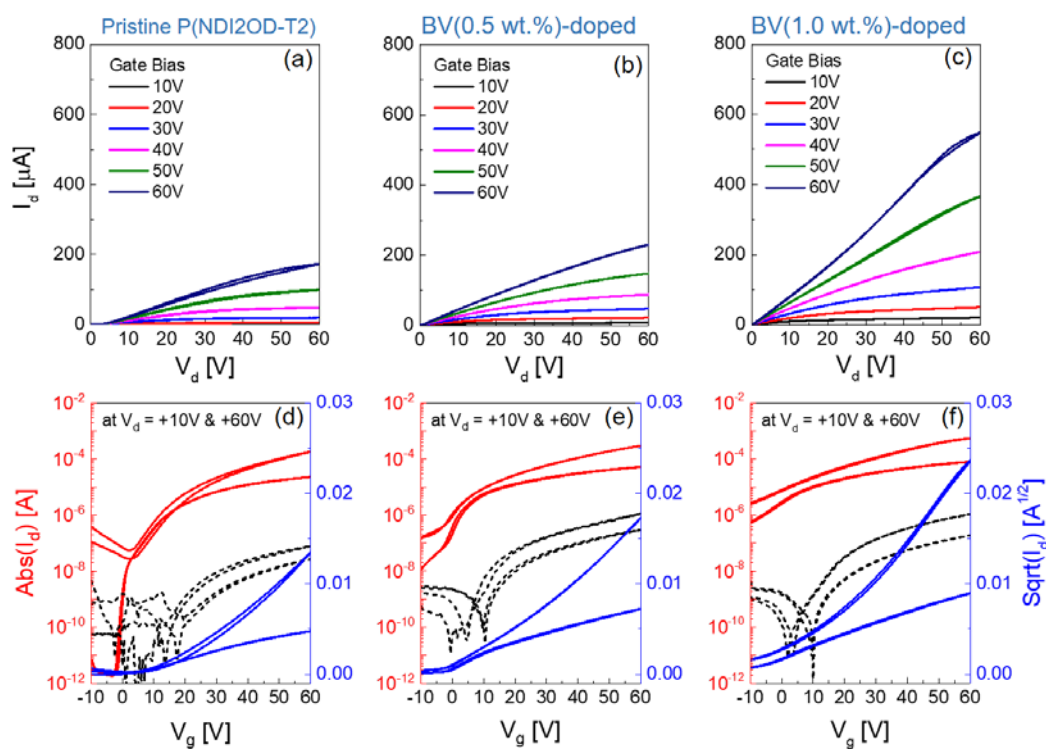 Pristine P(NDI2OD-T2)
BV(0.5 wt.%)-doped
BV(1.0 wt.%)-doped
800
600
400
200
0
I_d [µA]
(a)
Gate Bias
10V
20V
30V
40V
50V
60V
0 10 20 30 40 50 60
V_d [V]
800
600
400
200
0
(b)
Gate Bias
10V
20V
30V
40V
50V
60V
0 10 20 30 40 50 60
V_d [V]
800
600
400
200
0
(c)
Gate Bias
10V
20V
30V
40V
50V
60V
0 10 20 30 40 50 60
V_d [V]
10^-2
10^-4
10^-6
10^-8
10^-10
10^-12
Abs(I_d) [A]
at V_d = +10V & +60V (d)
0.03
0.02
0.01
0.00
-10 0 10 20 30 40 50 60
V_g [V]
10^-2
10^-4
10^-6
10^-8
10^-10
10^-12
at V_d = +10V & +60V (e)
0.03
0.02
0.01
0.00
-10 0 10 20 30 40 50 60
V_g [V]
10^-2
10^-4
10^-6
10^-8
10^-10
10^-12
at V_d = +10V & +60V (f)
0.03
0.02
0.01
0.00
Sqrt(I_d) [A^1/2]
-10 0 10 20 30 40 50 60
V_g [V]